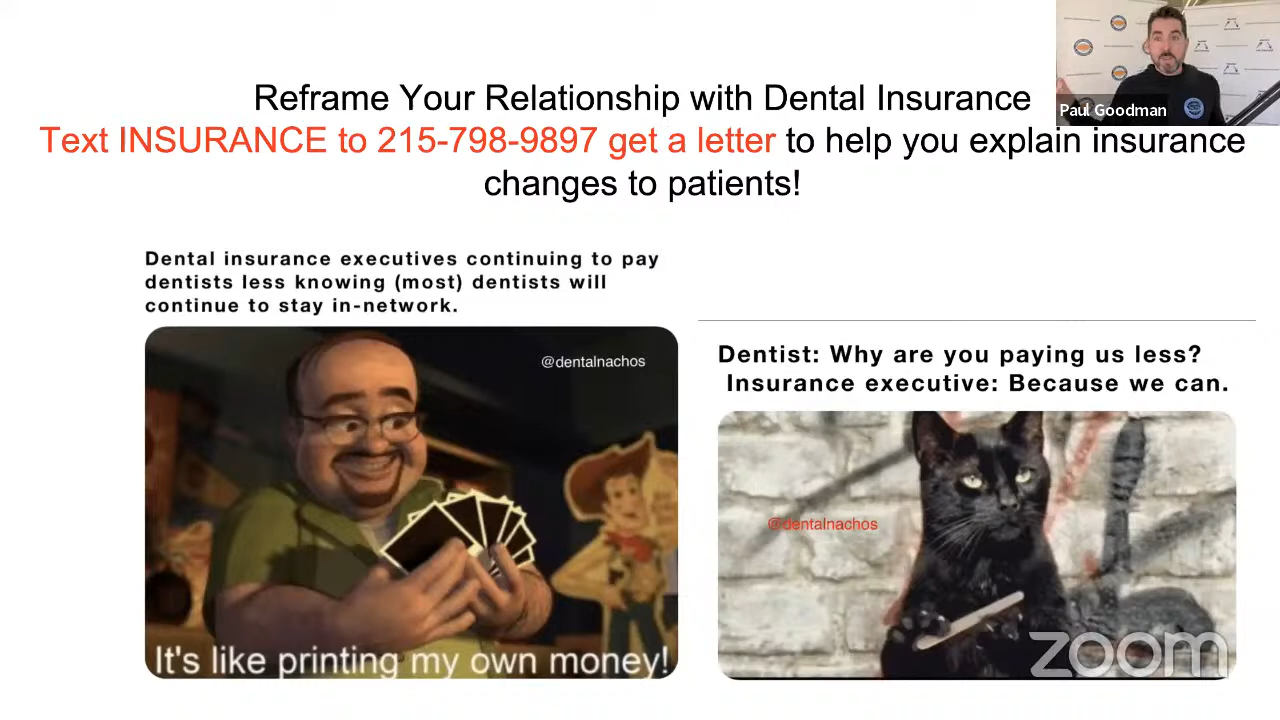 Reframe Your Relationship with Dental Insurance
Text INSURANCE to 215-798-9897 get a letter to help you explain insurance
changes to patients!
Paul Goodman
Dental insurance executives continuing to pay
dentists less knowing (most) dentists will
continue to stay in-network.
@dentalnachos
It's like printing my own money!
Dentist: Why are you paying us less?
Insurance executive: Because we can.
@dentalnachos
zoom